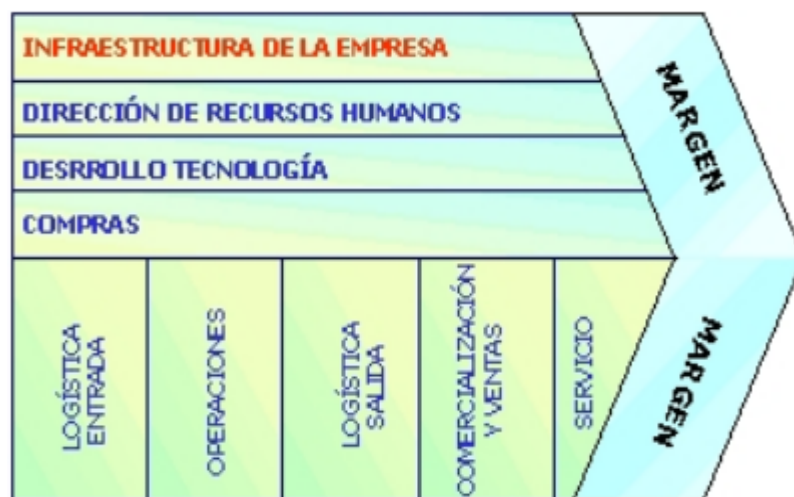 INFRAESTRUCTURA DE LA EMPRESA
DIRECCIÓN DE RECURSOS HUMANOS
DESRROLLO TECNOLOGÍA
COMPRAS
MARGEN
LOGÍSTICA
ENTRADA
OPERACIONES
LOGÍSTICA
SALIDA
COMERCIALIZACIÓN
Y VENTAS
SERVICIO
MARGEN